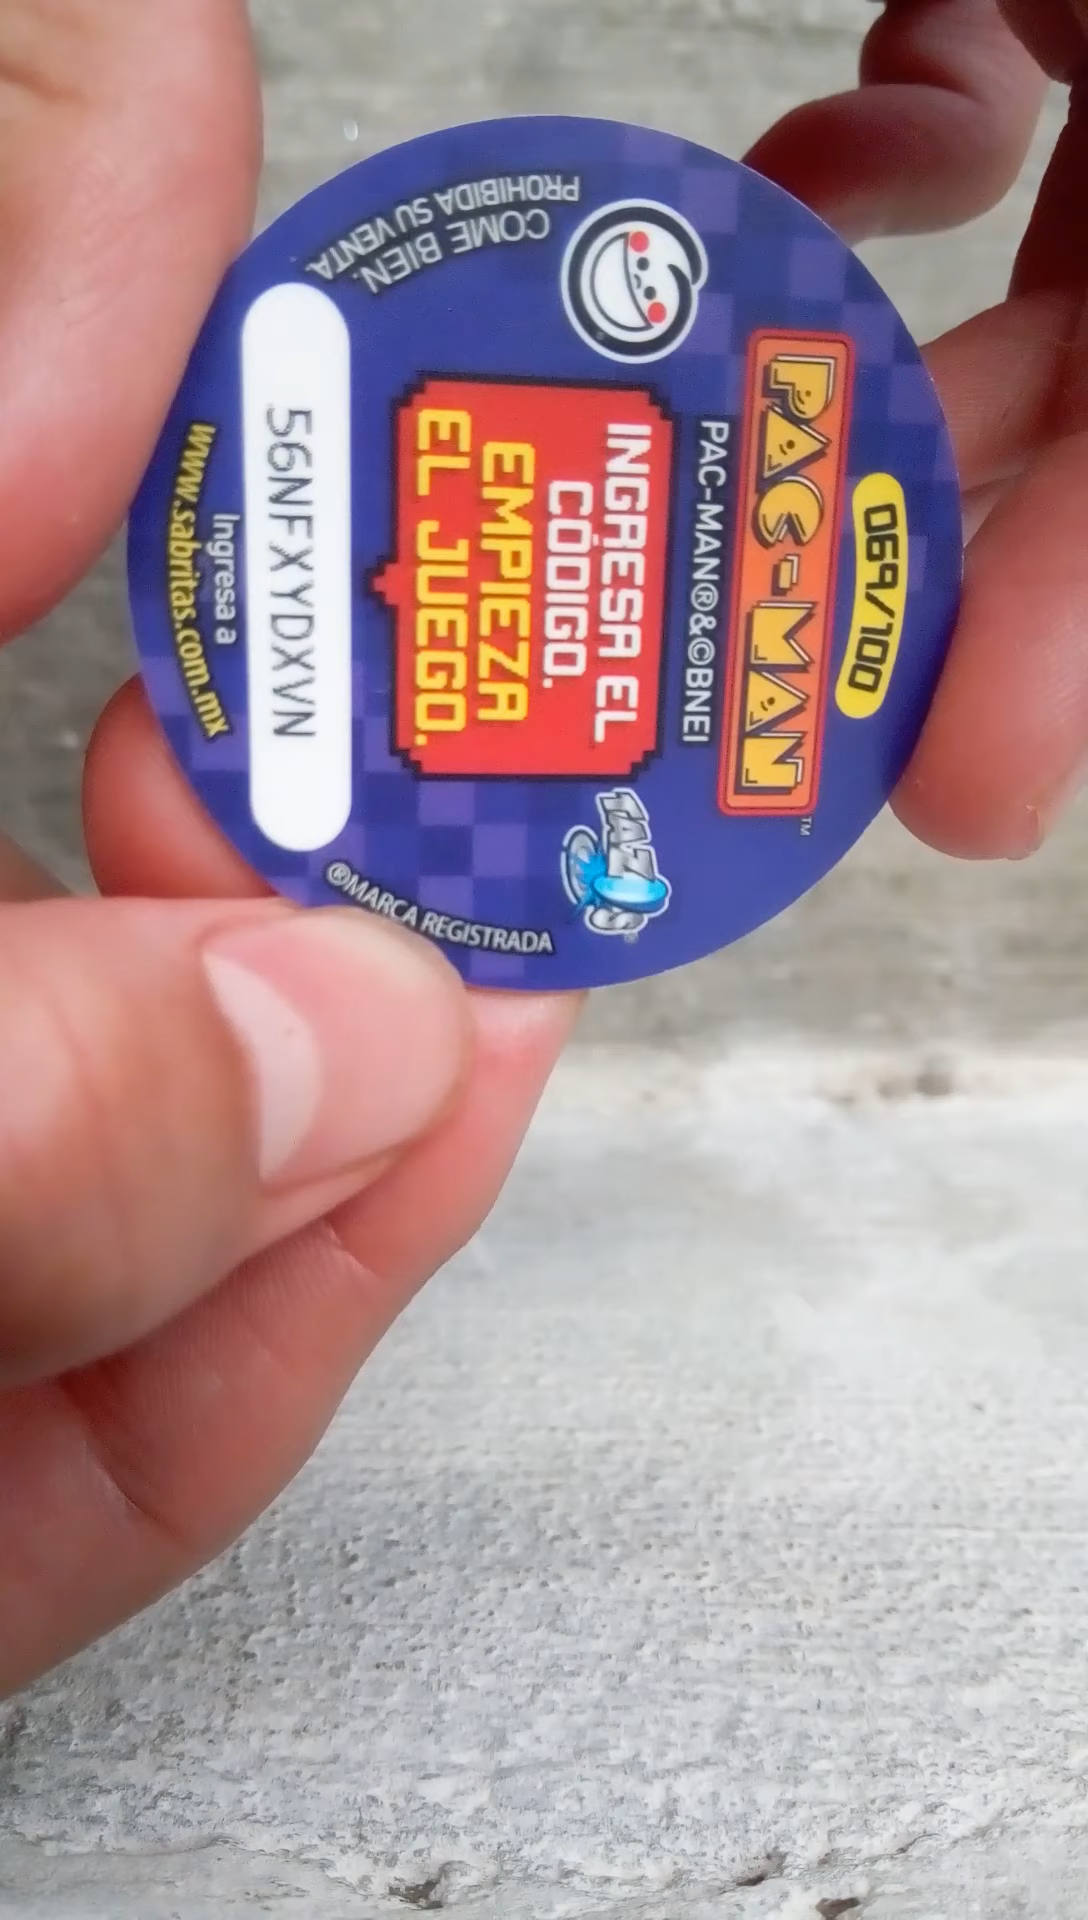 069/100
PAC-MAN™
PAC-MAN®&©BNEI
INGRESA EL
CÓDIGO.
EMPIEZA
EL JUEGO.
TAZOS®
COME BIEN.
PROHIBIDA SU VENTA.
®MARCA REGISTRADA
56NFXYDXVN
Ingresa a
www.sabritas.com.mx